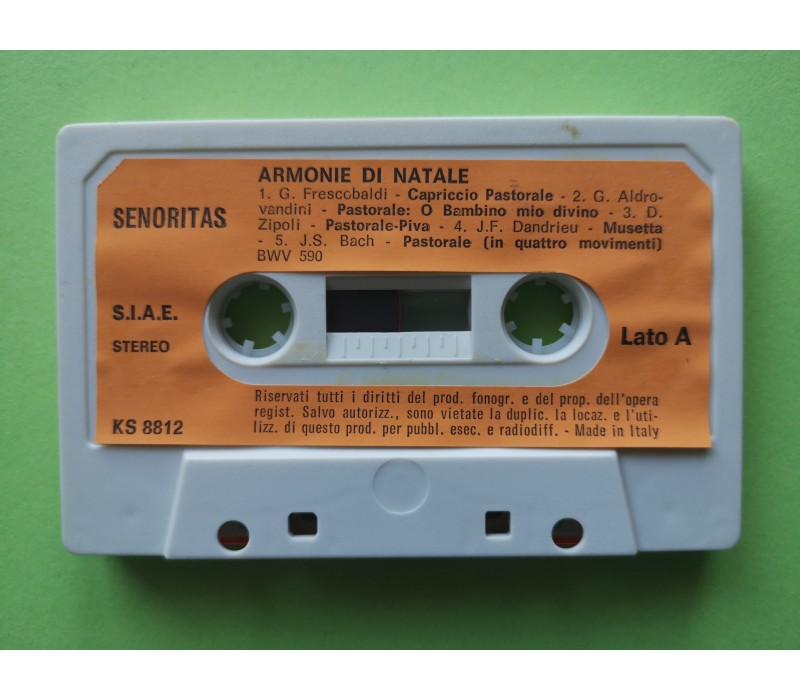 ARMONIE DI NATALE
1. G. Frescobaldi - Capriccio Pastorale - 2. G. Aldro-
vandini - Pastorale: O Bambino mio divino - 3. D.
Zipoli - Pastorale-Piva - 4. J.F. Dandrieu - Musetta
- 5. J.S. Bach - Pastorale (in quattro movimenti)
BWV 590
SENORITAS
S.I.A.E.
STEREO
Lato A
Riservati tutti i diritti del prod. fonogr. e del prop. dell'opera
regist. Salvo autorizz., sono vietate la duplic. la locaz. e l'uti-
lizz. di questo prod. per pubbl. esec. e radiodiff. - Made in Italy
KS 8812